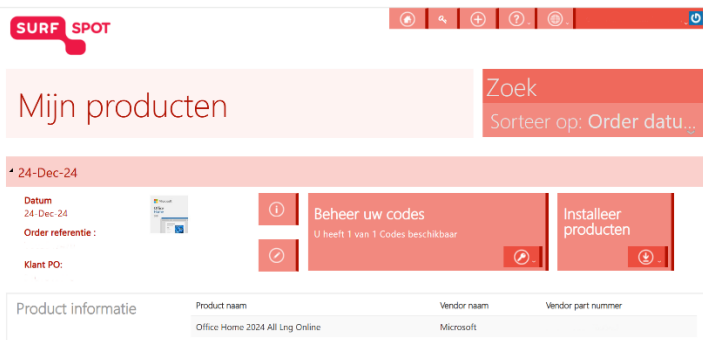 SURF SPOT
Mijn producten
Zoek
Sorteer op: Order datu...
24-Dec-24
Datum
24-Dec-24
Order referentie :
Klant PO:
Microsoft
Office
Beheer uw codes
U heeft 1 van 1 Codes beschikbaar
Installeer
producten
Product informatie
Product naam Vendor naam Vendor part nummer
Office Home 2024 All Lng Online Microsoft